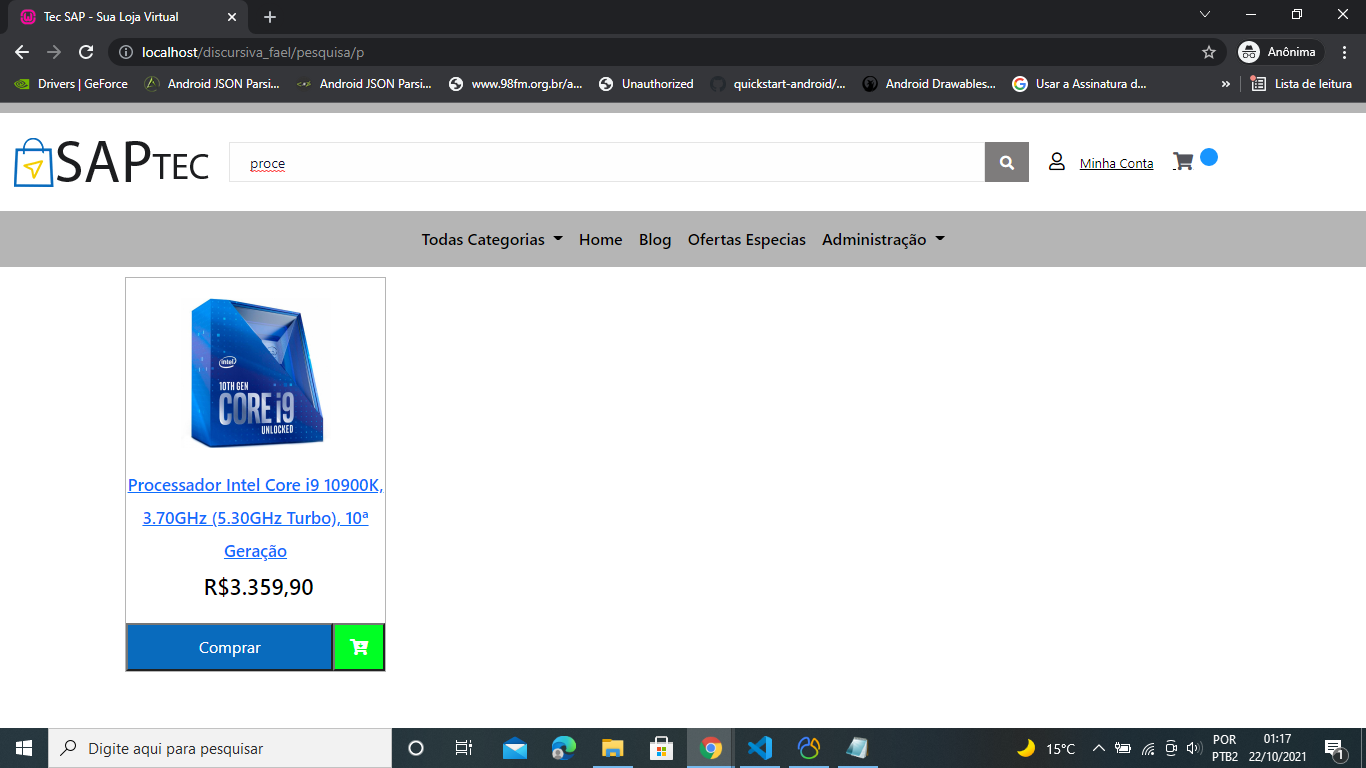 Tec SAP - Sua Loja Virtual
localhost/discursiva_fael/pesquisa/p
Anônima
Drivers | GeForce
Android JSON Parsi...
Android JSON Parsi...
www.98fm.org.br/a...
Unauthorized
quickstart-android/...
Android Drawables...
Usar a Assinatura d...
»
Lista de leitura
SAPTEC
proce
Minha Conta
Todas Categorias
Home
Blog
Ofertas Especias
Administração
intel
10TH GEN
CORE i9
UNLOCKED
Processador Intel Core i9 10900K,
3.70GHz (5.30GHz Turbo), 10ª
Geração
R$3.359,90
Comprar
Digite aqui para pesquisar
15°C
POR
PTB2
01:17
22/10/2021
1